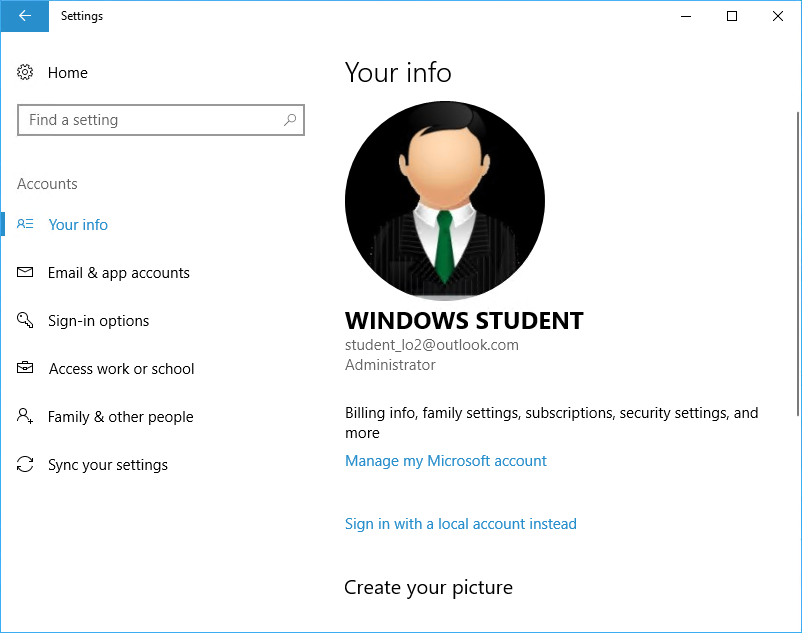 Settings
Home
Find a setting
Accounts
Your info
Email & app accounts
Sign-in options
Access work or school
Family & other people
Sync your settings
Your info
WINDOWS STUDENT
student_lo2@outlook.com
Administrator
Billing info, family settings, subscriptions, security settings, and
more
Manage my Microsoft account
Sign in with a local account instead
Create your picture